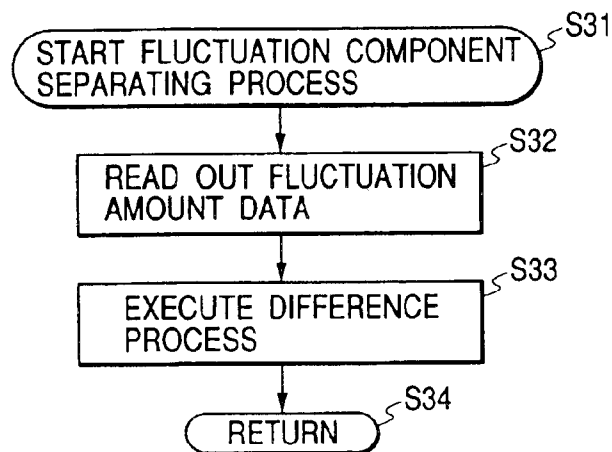 S31
START FLUCTUATION COMPONENT
SEPARATING PROCESS
S32
READ OUT FLUCTUATION
AMOUNT DATA
S33
EXECUTE DIFFERENCE
PROCESS
S34
RETURN